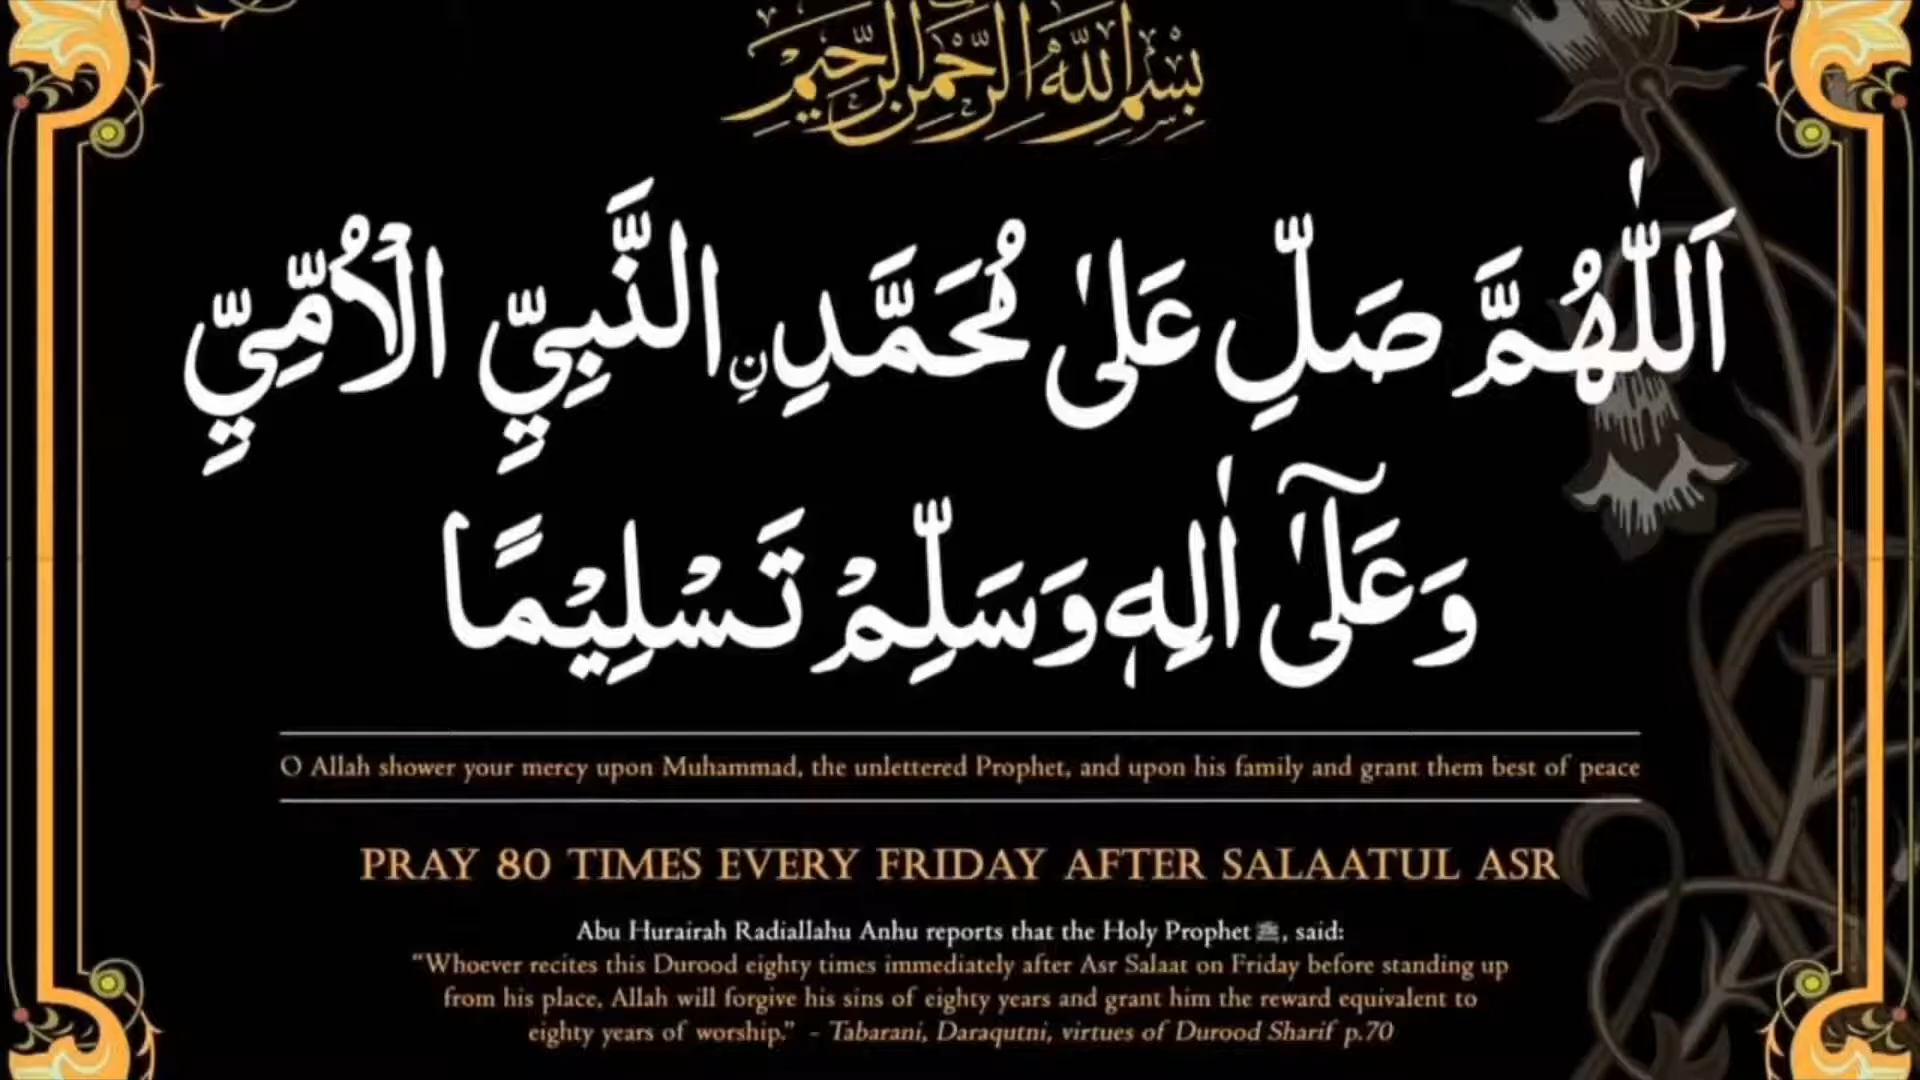 بِسْمِ اللهِ الرَّحْمٰنِ الرَّحِيْمِ
اَللّٰهُمَّ صَلِّ عَلىٰ مُحَمَّدِ نِ النَّبِيِّ الْاُمِّيِّ
وَعَلىٰٓ اٰلِهٖ وَسَلِّمْ تَسْلِيْمًا
O Allah shower your mercy upon Muhammad, the unlettered Prophet, and upon his family and grant them best of peace
PRAY 80 TIMES EVERY FRIDAY AFTER SALAATUL ASR
Abu Hurairah Radiallahu Anhu reports that the Holy Prophet ﷺ, said:
“Whoever recites this Durood eighty times immediately after Asr Salaat on Friday before standing up
from his place, Allah will forgive his sins of eighty years and grant him the reward equivalent to
eighty years of worship.” - Tabarani, Daraqutni, virtues of Durood Sharif p.70